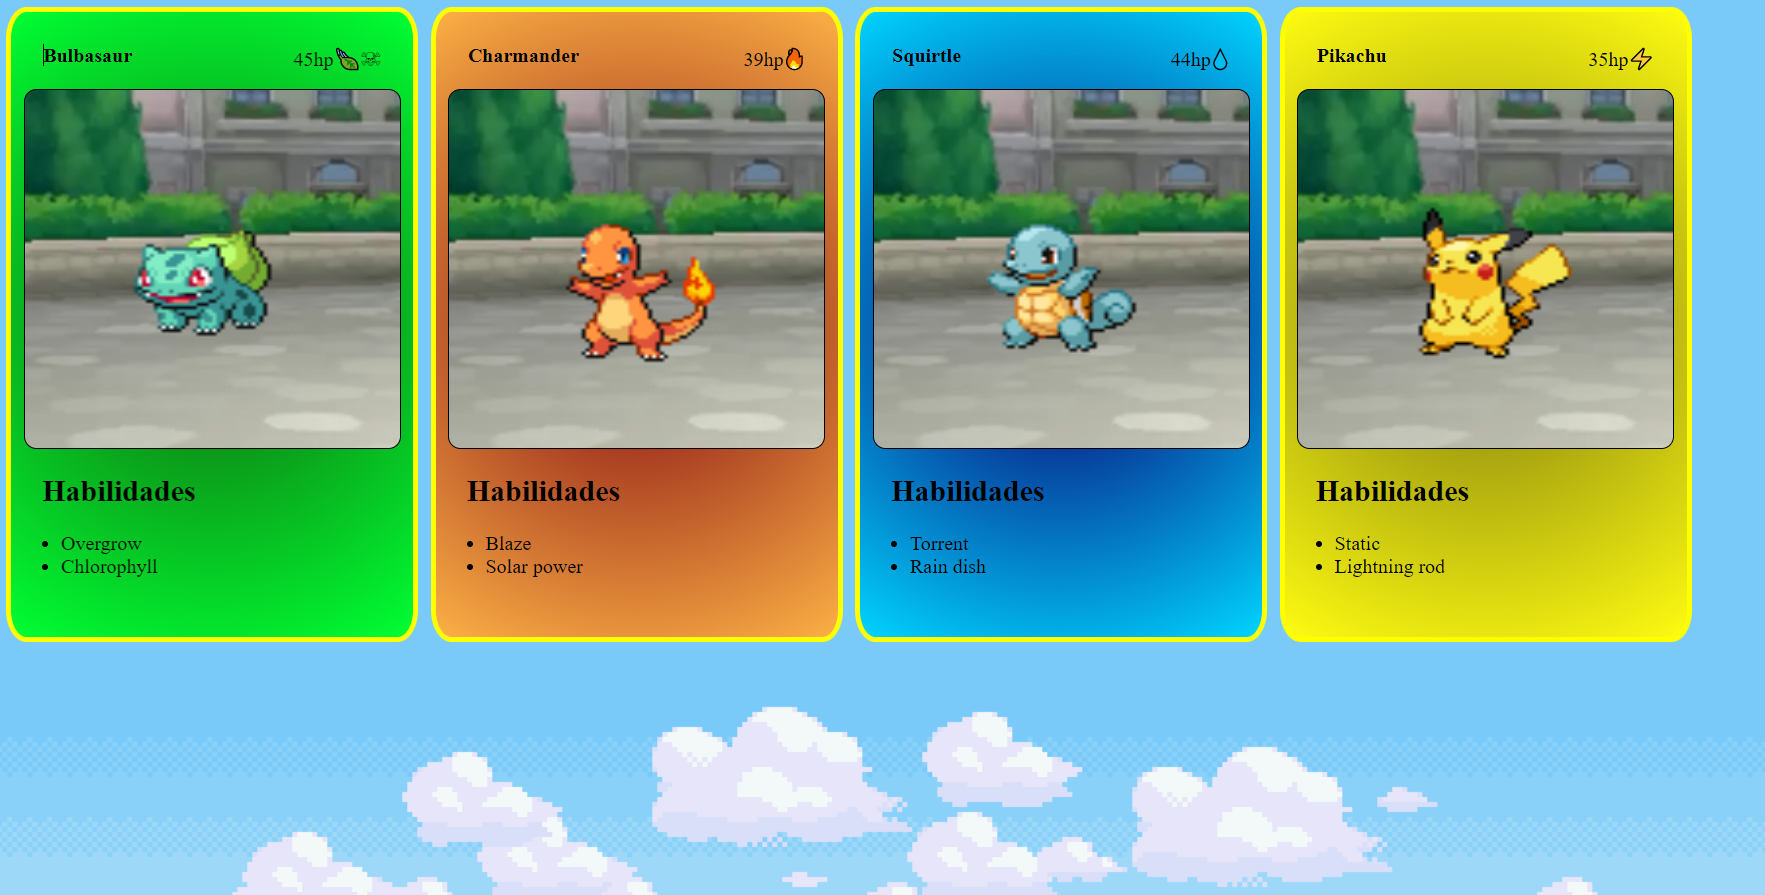 Bulbasaur 45hp
Charmander 39hp
Squirtle 44hp
Pikachu 35hp
Habilidades
Overgrow
Chlorophyll
Habilidades
Blaze
Solar power
Habilidades
Torrent
Rain dish
Habilidades
Static
Lightning rod